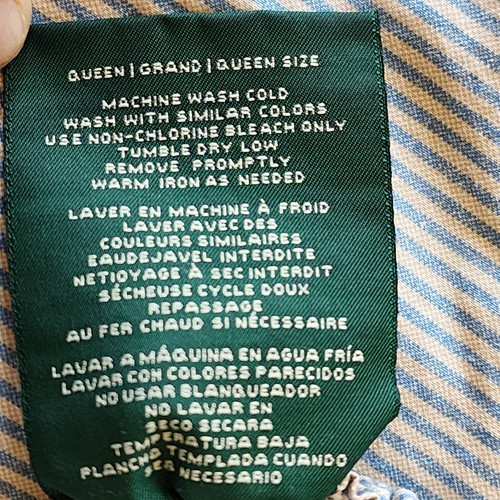 QUEEN | GRAND | QUEEN SIZE
MACHINE WASH COLD
WASH WITH SIMILAR COLORS
USE NON-CHLORINE BLEACH ONLY
TUMBLE DRY LOW
REMOVE PROMPTLY
WARM IRON AS NEEDED
LAVER EN MACHINE À FROID
LAVER AVEC DES
COULEURS SIMILAIRES
EAUDEJAVEL INTERDITE
NETIOYAGE À SEC INTERDIT
SÉCHEUSE CYCLE DOUX
REPASSAGE
AU FER CHAUD SI NÉCESSAIRE
LAVAR A MÁQUINA EN AGUA FRÍA
LAVAR CON COLORES PARECIDOS
NO USAR BLANQUEADOR
NO LAVAR EN
SECO SECARA
TEMPERATURA BAJA
PLANCHA TEMPLADA CUANDO
SER NECESARIO